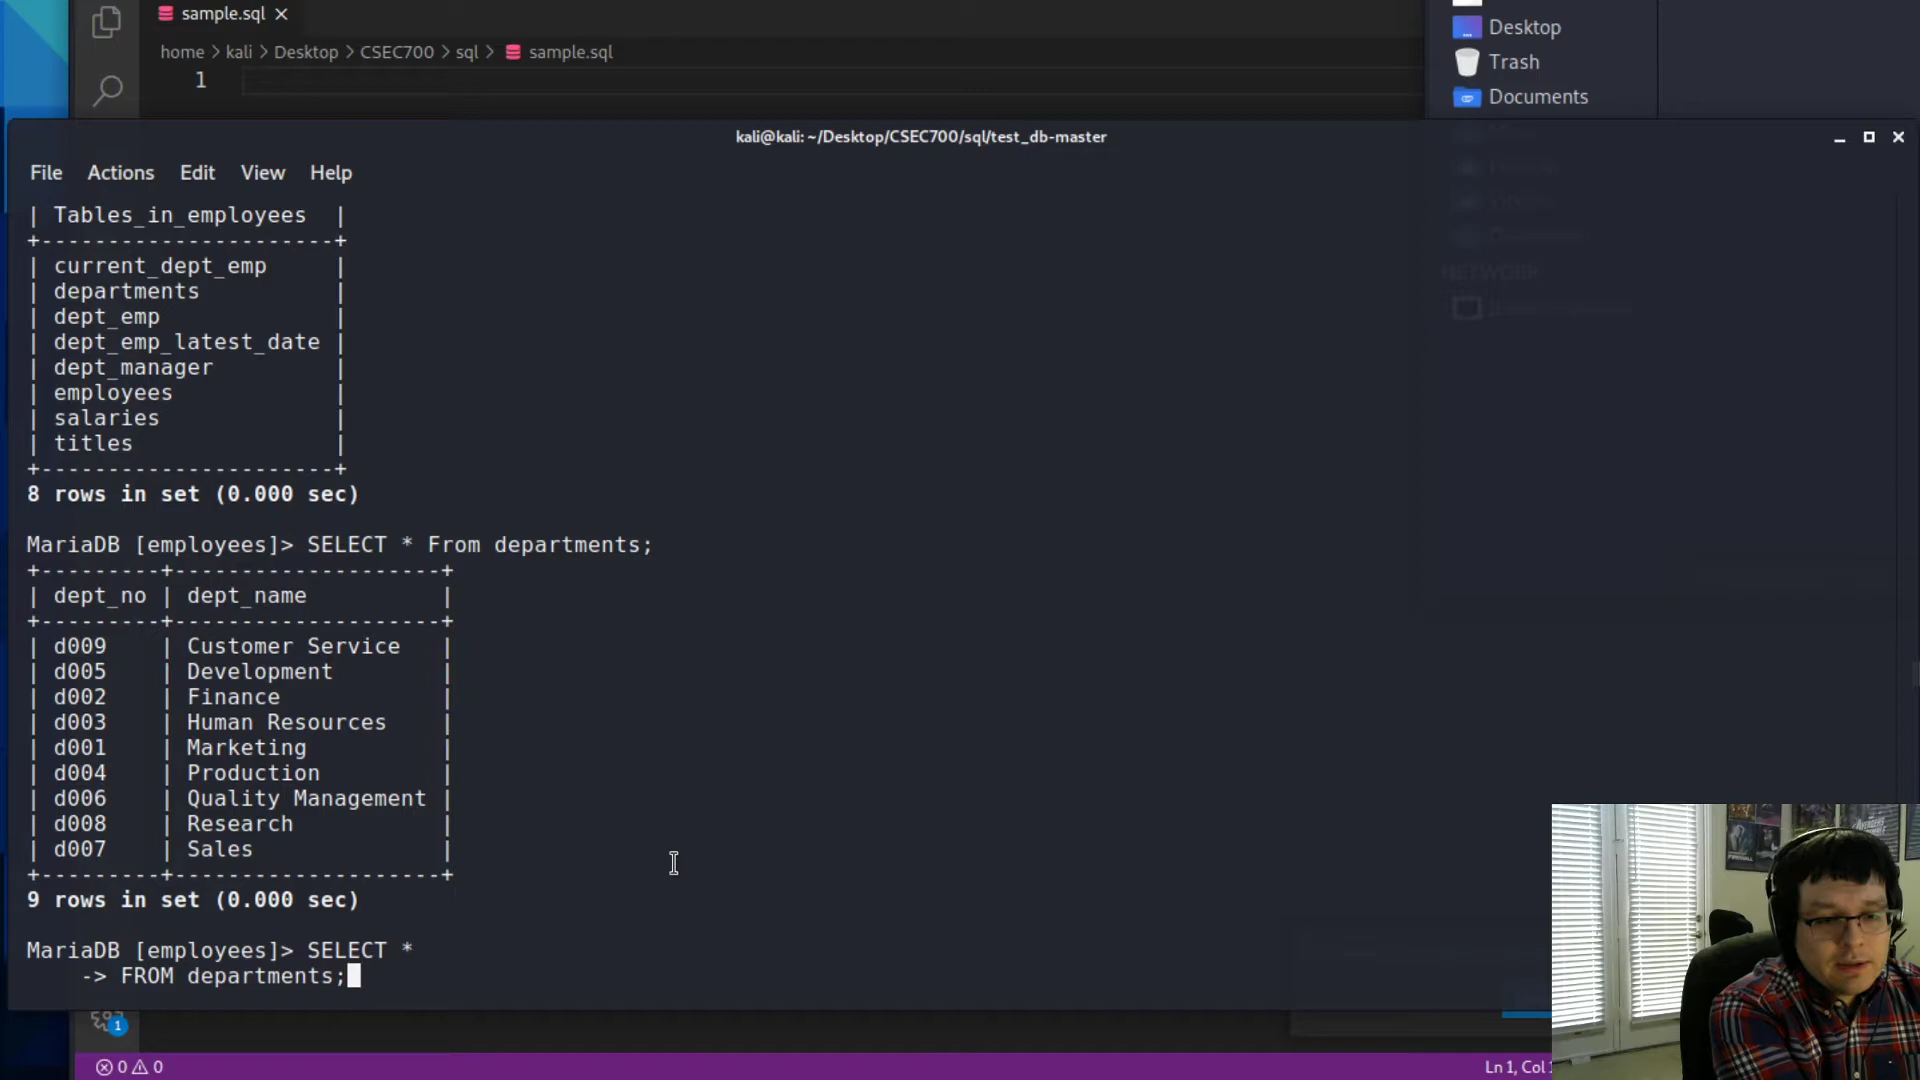 sample.sql
home > kali > Desktop > CSEC700 > sql > sample.sql
1
Desktop
Trash
Documents
kali@kali: ~/Desktop/CSEC700/sql/test_db-master
File Actions Edit View Help
| Tables_in_employees |
+----------------------+
| current_dept_emp |
| departments |
| dept_emp |
| dept_emp_latest_date |
| dept_manager |
| employees |
| salaries |
| titles |
+----------------------+
8 rows in set (0.000 sec)
MariaDB [employees]> SELECT * From departments;
+---------+--------------------+
| dept_no | dept_name |
+---------+--------------------+
| d009 | Customer Service |
| d005 | Development |
| d002 | Finance |
| d003 | Human Resources |
| d001 | Marketing |
| d004 | Production |
| d006 | Quality Management |
| d008 | Research |
| d007 | Sales |
+---------+--------------------+
9 rows in set (0.000 sec)
MariaDB [employees]> SELECT *
-> FROM departments;
NETWORK
1
0 0
Ln 1, Col